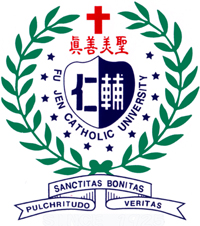 眞善美聖
FU JEN CATHOLIC UNIVERSITY
仁輔
SANCTITAS BONITAS
PULCHRITUDO VERITAS